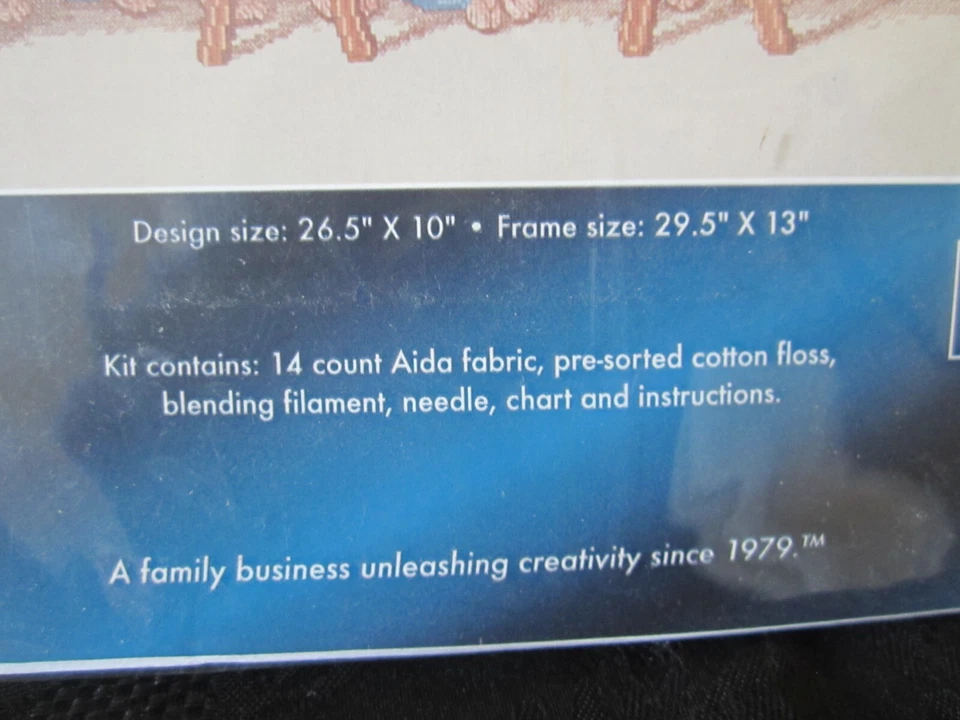 Design size: 26.5" X 10" • Frame size: 29.5" X 13"
Kit contains: 14 count Aida fabric, pre-sorted cotton floss,
blending filament, needle, chart and instructions.
A family business unleashing creativity since 1979.™